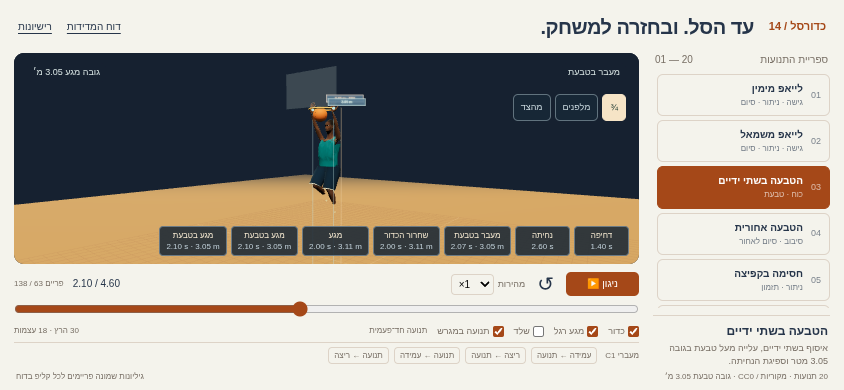 כדורסל / 14
עד הסל. ובחזרה למשחק.
דוח המדידות
רישיונות
ספריית התנועות
01 — 20
01
לייאפ מימין
גישה · ניתור · סיום
02
לייאפ משמאל
גישה · ניתור · סיום
03
הטבעה בשתי ידיים
כוח · טבעת
04
הטבעה אחורית
סיבוב · סיום לאחור
05
חסימה בקפיצה
ניתור · תזמון
הטבעה בשתי ידיים
איסוף בשתי ידיים, עלייה מעל טבעת בגובה
3.05 מטר וספיגת הנחיתה.
20 תנועות · מקוריות / CC0 · גובה טבעת 3.05 מ׳
מעבר בטבעת
גובה מגע 3.05 מ׳
¾
מלפנים
מהצד
דחיפה
1.40 s
נחיתה
2.60 s
מעבר בטבעת
2.07 s · 3.05 m
שחרור הכדור
2.00 s · 3.11 m
מגע
2.00 s · 3.11 m
מגע בטבעת
2.10 s · 3.05 m
מגע בטבעת
2.10 s · 3.05 m
ניגון ▶️
↺
מהירות
×1
2.10 / 4.60
פריים 63 / 138
כדור
מגע רגל
שלד
תנועה במגרש
תנועה חד־פעמית
30 הרץ · 18 עצמות
מעברי C1
עמידה ← תנועה
ריצה ← תנועה
תנועה ← עמידה
תנועה ← ריצה
גיליונות שמונה פריימים לכל קליפ בדוח